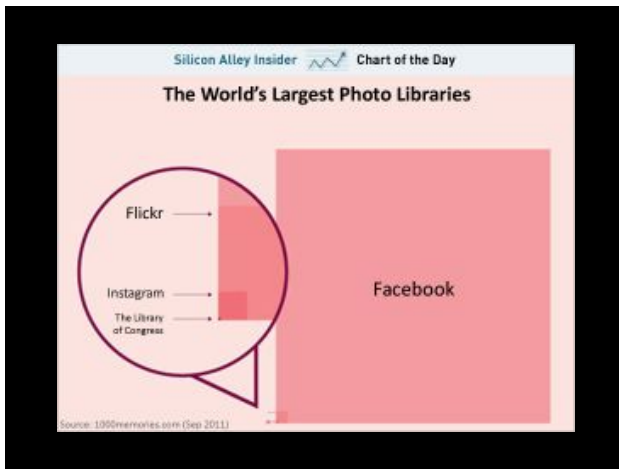 Silicon Alley Insider Chart of the Day
The World's Largest Photo Libraries
Flickr
Instagram
The Library
of Congress
Facebook
Source: 1000memories.com (Sep 2011)